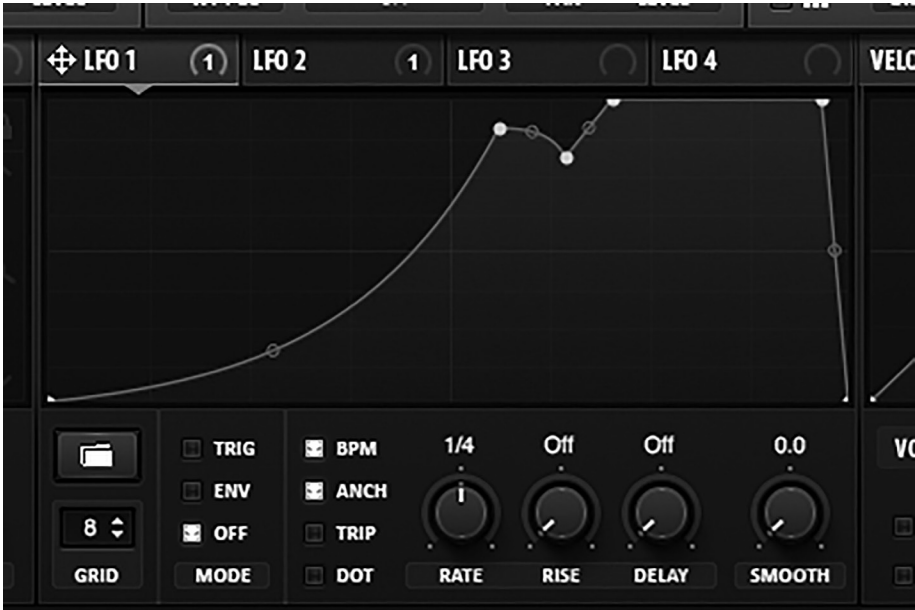 LFO 1 1 LFO 2 1 LFO 3 LFO 4 VELO
1/4 Off Off 0.0
TRIG BPM
ENV ANCH
8 OFF TRIP
GRID MODE DOT RATE RISE DELAY SMOOTH